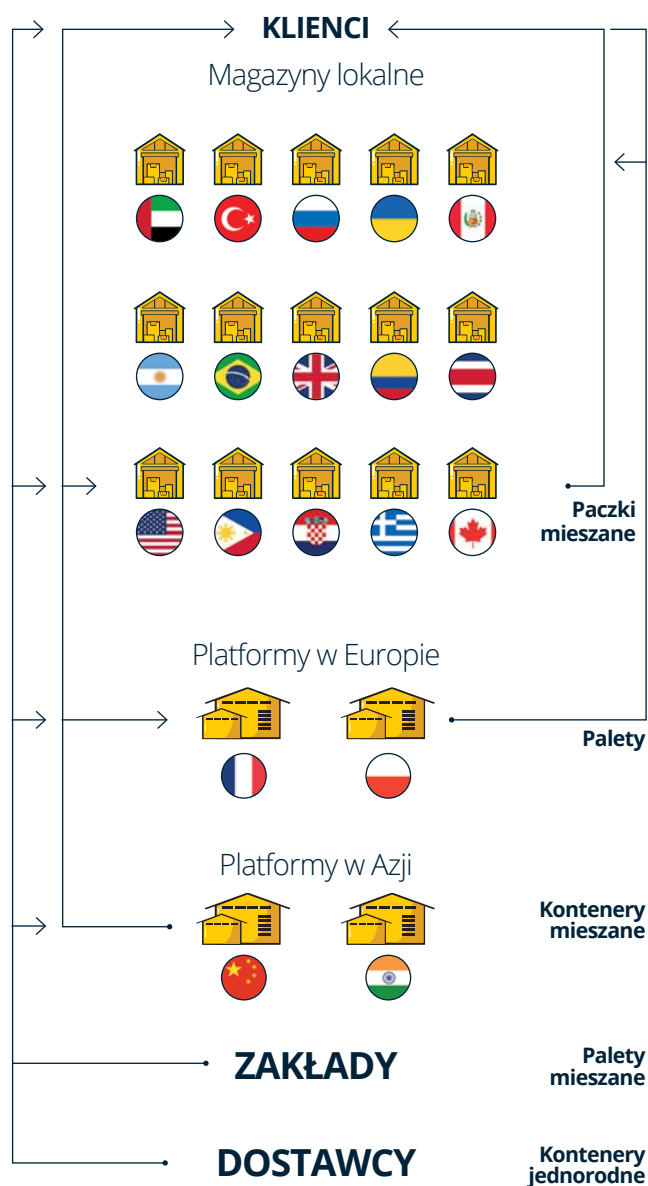 KLIENCI
Magazyny lokalne
Paczki
mieszane
Platformy w Europie
Palety
Platformy w Azji
Kontenery
mieszane
ZAKŁADY
Palety
mieszane
DOSTAWCY
Kontenery
jednorodne